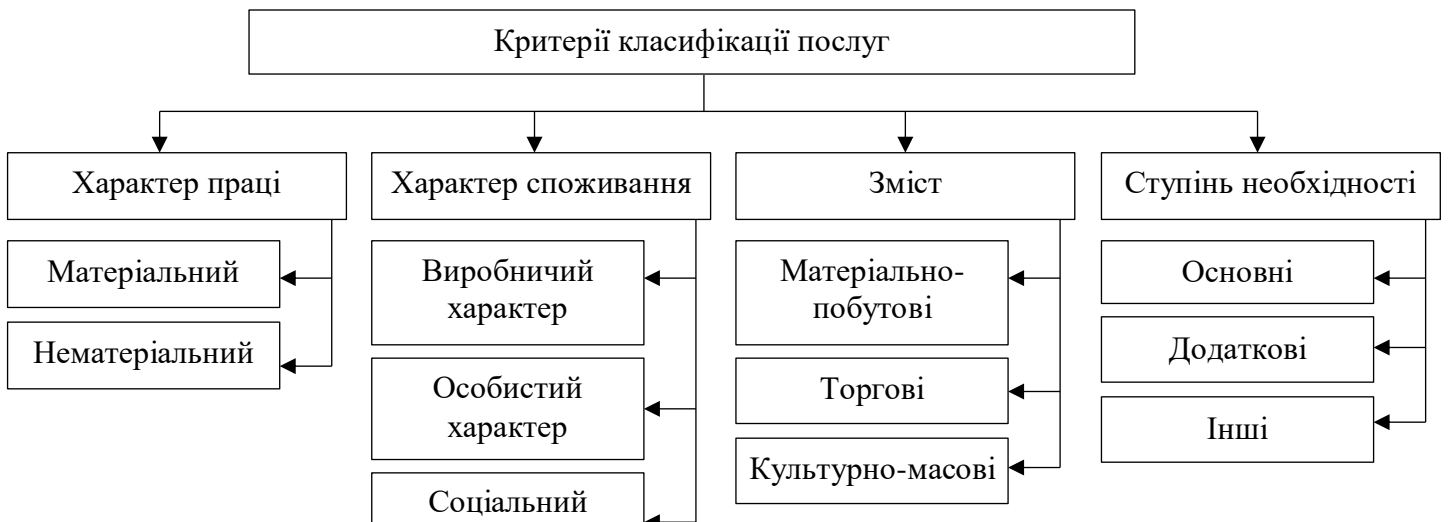 Критерії класифікації послуг
Характер праці
Матеріальний
Нематеріальний
Характер споживання
Виробничий
характер
Особистий
характер
Соціальний
Зміст
Матеріально-
побутові
Торгові
Культурно-масові
Ступінь необхідності
Основні
Додаткові
Інші